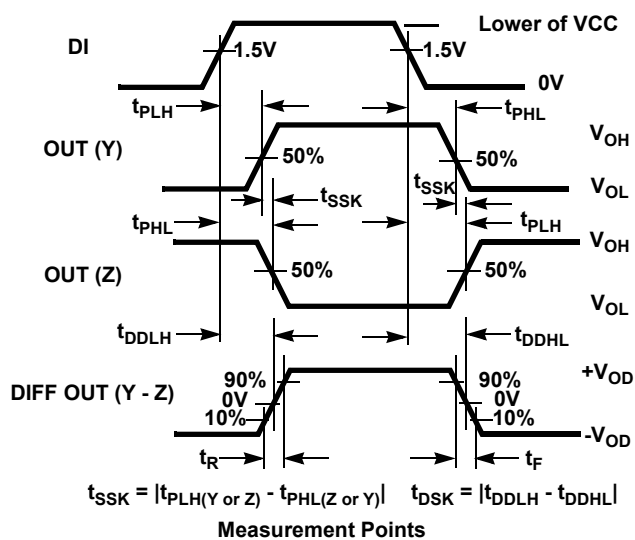 Lower of VCC
DI
1.5V
1.5V
0V
tPLH
tPHL
OUT (Y)
VOH
50%
50%
tSSK
tSSK
VOL
tPHL
tPLH
VOH
OUT (Z)
50%
50%
VOL
tDDLH
tDDHL
+VOD
90%
90%
DIFF OUT (Y - Z)
0V
0V
10%
10%
-VOD
tR
tF
tSSK = |tPLH(Y or Z) - tPHL(Z or Y)|
tDSK = |tDDLH - tDDHL|
Measurement Points